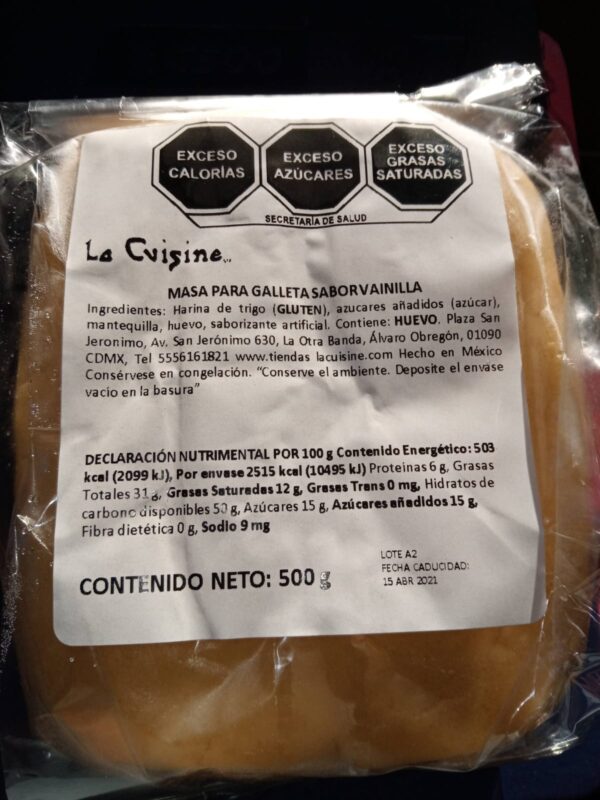 EXCESO
CALORÍAS
EXCESO
AZÚCARES
EXCESO
GRASAS
SATURADAS
SECRETARÍA DE SALUD
La Cuisine...
MASA PARA GALLETA SABORVAINILLA
Ingredientes: Harina de trigo (GLUTEN), azucares añadidos (azúcar),
mantequilla, huevo, saborizante artificial. Contiene: HUEVO. Plaza San
Jeronimo, Av. San Jerónimo 630, La Otra Banda, Álvaro Obregón, 01090
CDMX, Tel 5556161821 www.tiendas lacuisine.com Hecho en México
Consérvese en congelación. "Conserve el ambiente. Deposite el envase
vacío en la basura"
DECLARACIÓN NUTRIMENTAL POR 100 g Contenido Energético: 503
kcal (2099 kJ), Por envase 2515 kcal (10495 kJ) Proteinas 6 g, Grasas
Totales 31 g, Grasas Saturadas 12 g, Grasas Trans 0 mg, Hidratos de
carbono disponibles 50 g, Azúcares 15 g, Azúcares añadidos 15 g,
Fibra dietética 0 g, Sodio 9 mg
CONTENIDO NETO: 500 g
LOTE A2
FECHA CADUCIDAD:
15 ABR 2021